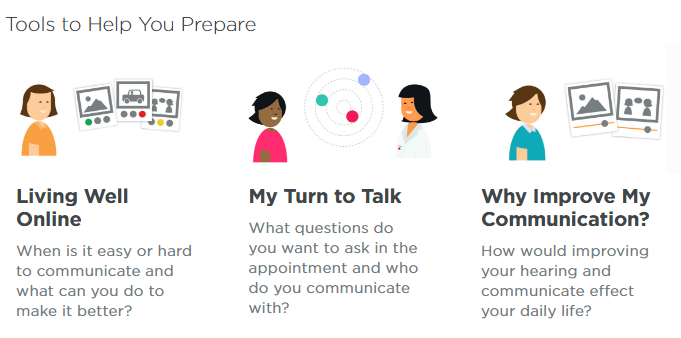 Tools to Help You Prepare
Living Well
Online
When is it easy or hard
to communicate and
what can you do to
make it better?
My Turn to Talk
What questions do
you want to ask in the
appointment and who
do you communicate
with?
Why Improve My
Communication?
How would improving
your hearing and
communicate effect
your daily life?